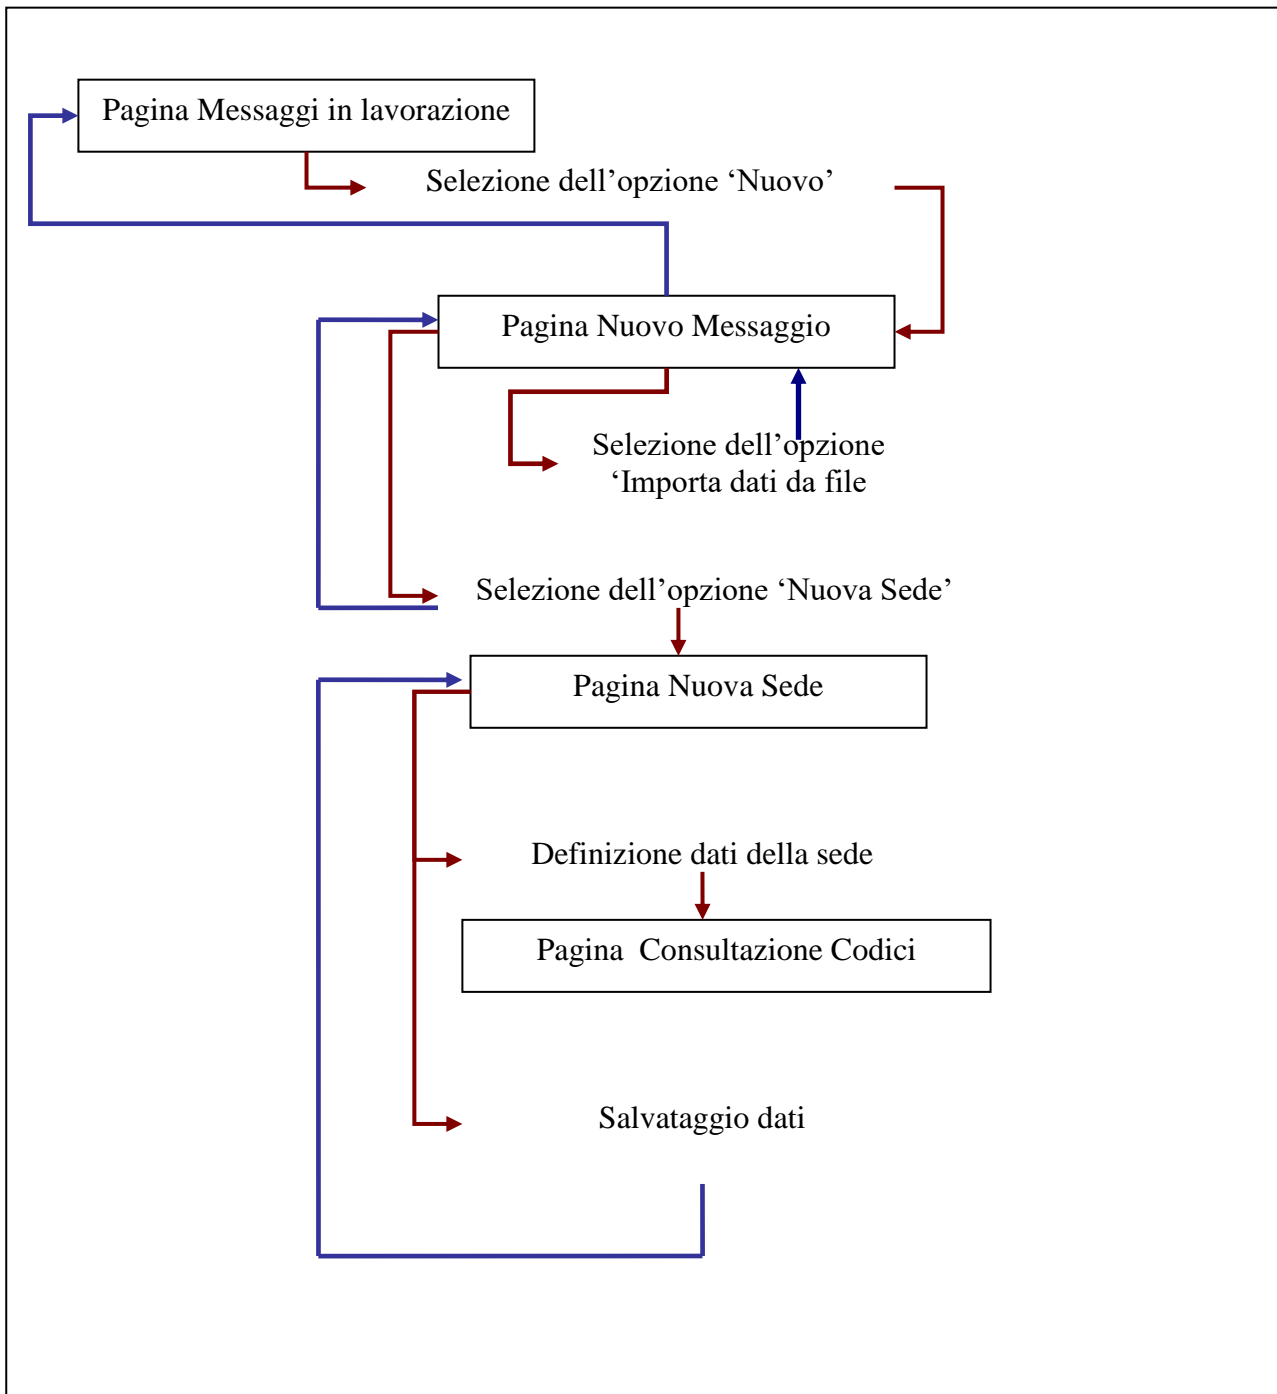 Pagina Messaggi in lavorazione
Selezione dell’opzione ‘Nuovo’
Pagina Nuovo Messaggio
Selezione dell’opzione
‘Importa dati da file
Selezione dell’opzione ‘Nuova Sede’
Pagina Nuova Sede
Definizione dati della sede
Pagina  Consultazione Codici
Salvataggio dati